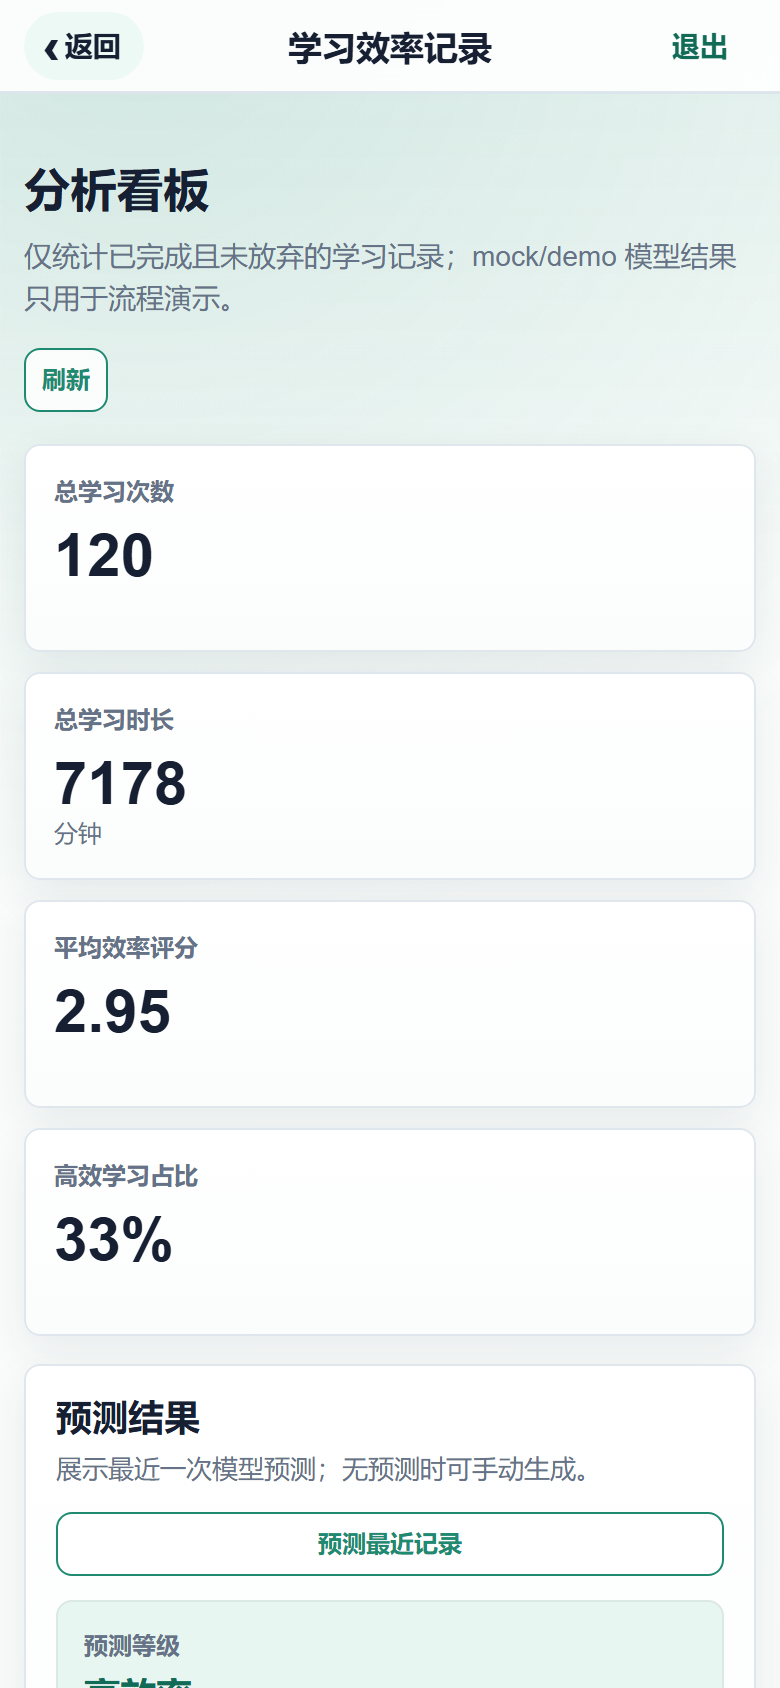 ‹ 返回
学习效率记录
退出
分析看板
仅统计已完成且未放弃的学习记录；mock/demo 模型结果
只用于流程演示。
刷新
总学习次数
120
总学习时长
7178
分钟
平均效率评分
2.95
高效学习占比
33%
预测结果
展示最近一次模型预测；无预测时可手动生成。
预测最近记录
预测等级